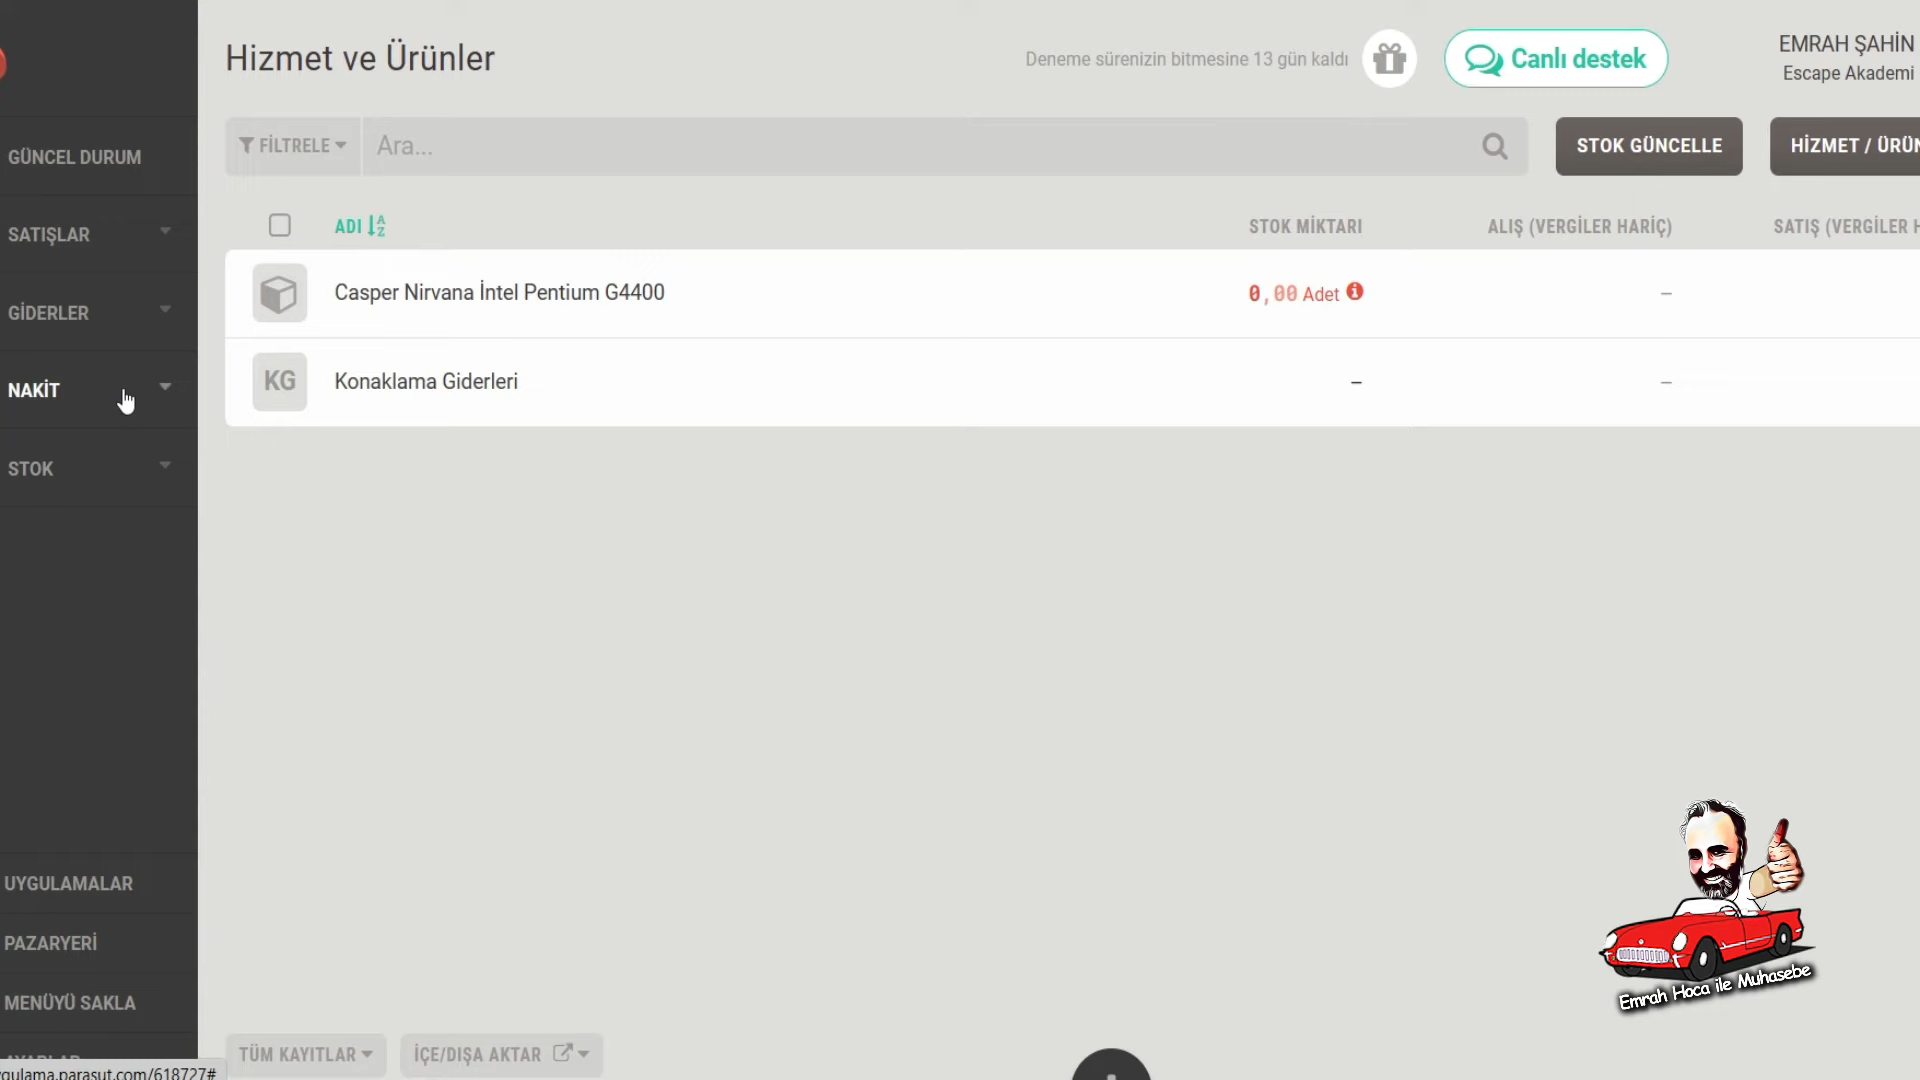 Hizmet ve Ürünler
Deneme sürenizin bitmesine 13 gün kaldı
Canlı destek
EMRAH ŞAHİN
Escape Akademi
GÜNCEL DURUM
SATIŞLAR
GİDERLER
NAKİT
STOK
UYGULAMALAR
PAZARYERİ
MENÜYÜ SAKLA
FİLTRELE
Ara...
STOK GÜNCELLE
HİZMET / ÜRÜN
ADI
STOK MİKTARI
ALIŞ (VERGİLER HARİÇ)
SATIŞ (VERGİLER H
Casper Nirvana İntel Pentium G4400
0,00 Adet
–
KG
Konaklama Giderleri
–
–
Emrah Hoca ile Muhasebe
TÜM KAYITLAR
İÇE/DIŞA AKTAR
ygulama.parasut.com/618727#